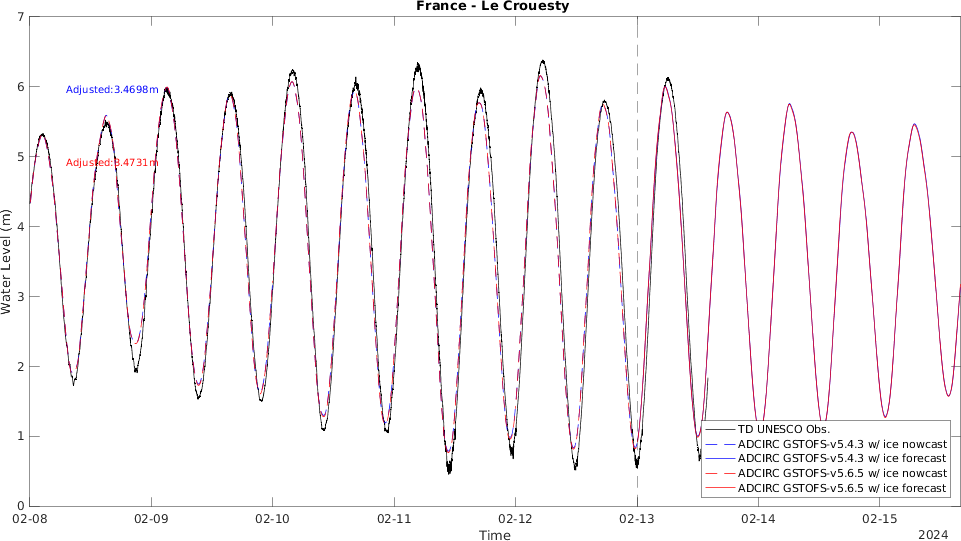 France - Le Crouesty
7
6
5
4
3
2
1
0
Water Level (m)
Adjusted:3.4698m
Adjusted:3.4731m
TD UNESCO Obs.
ADCIRC GSTOFS-v5.4.3 w/ ice nowcast
ADCIRC GSTOFS-v5.4.3 w/ ice forecast
ADCIRC GSTOFS-v5.6.5 w/ ice nowcast
ADCIRC GSTOFS-v5.6.5 w/ ice forecast
02-08 02-09 02-10 02-11 02-12 02-13 02-14 02-15
Time
2024